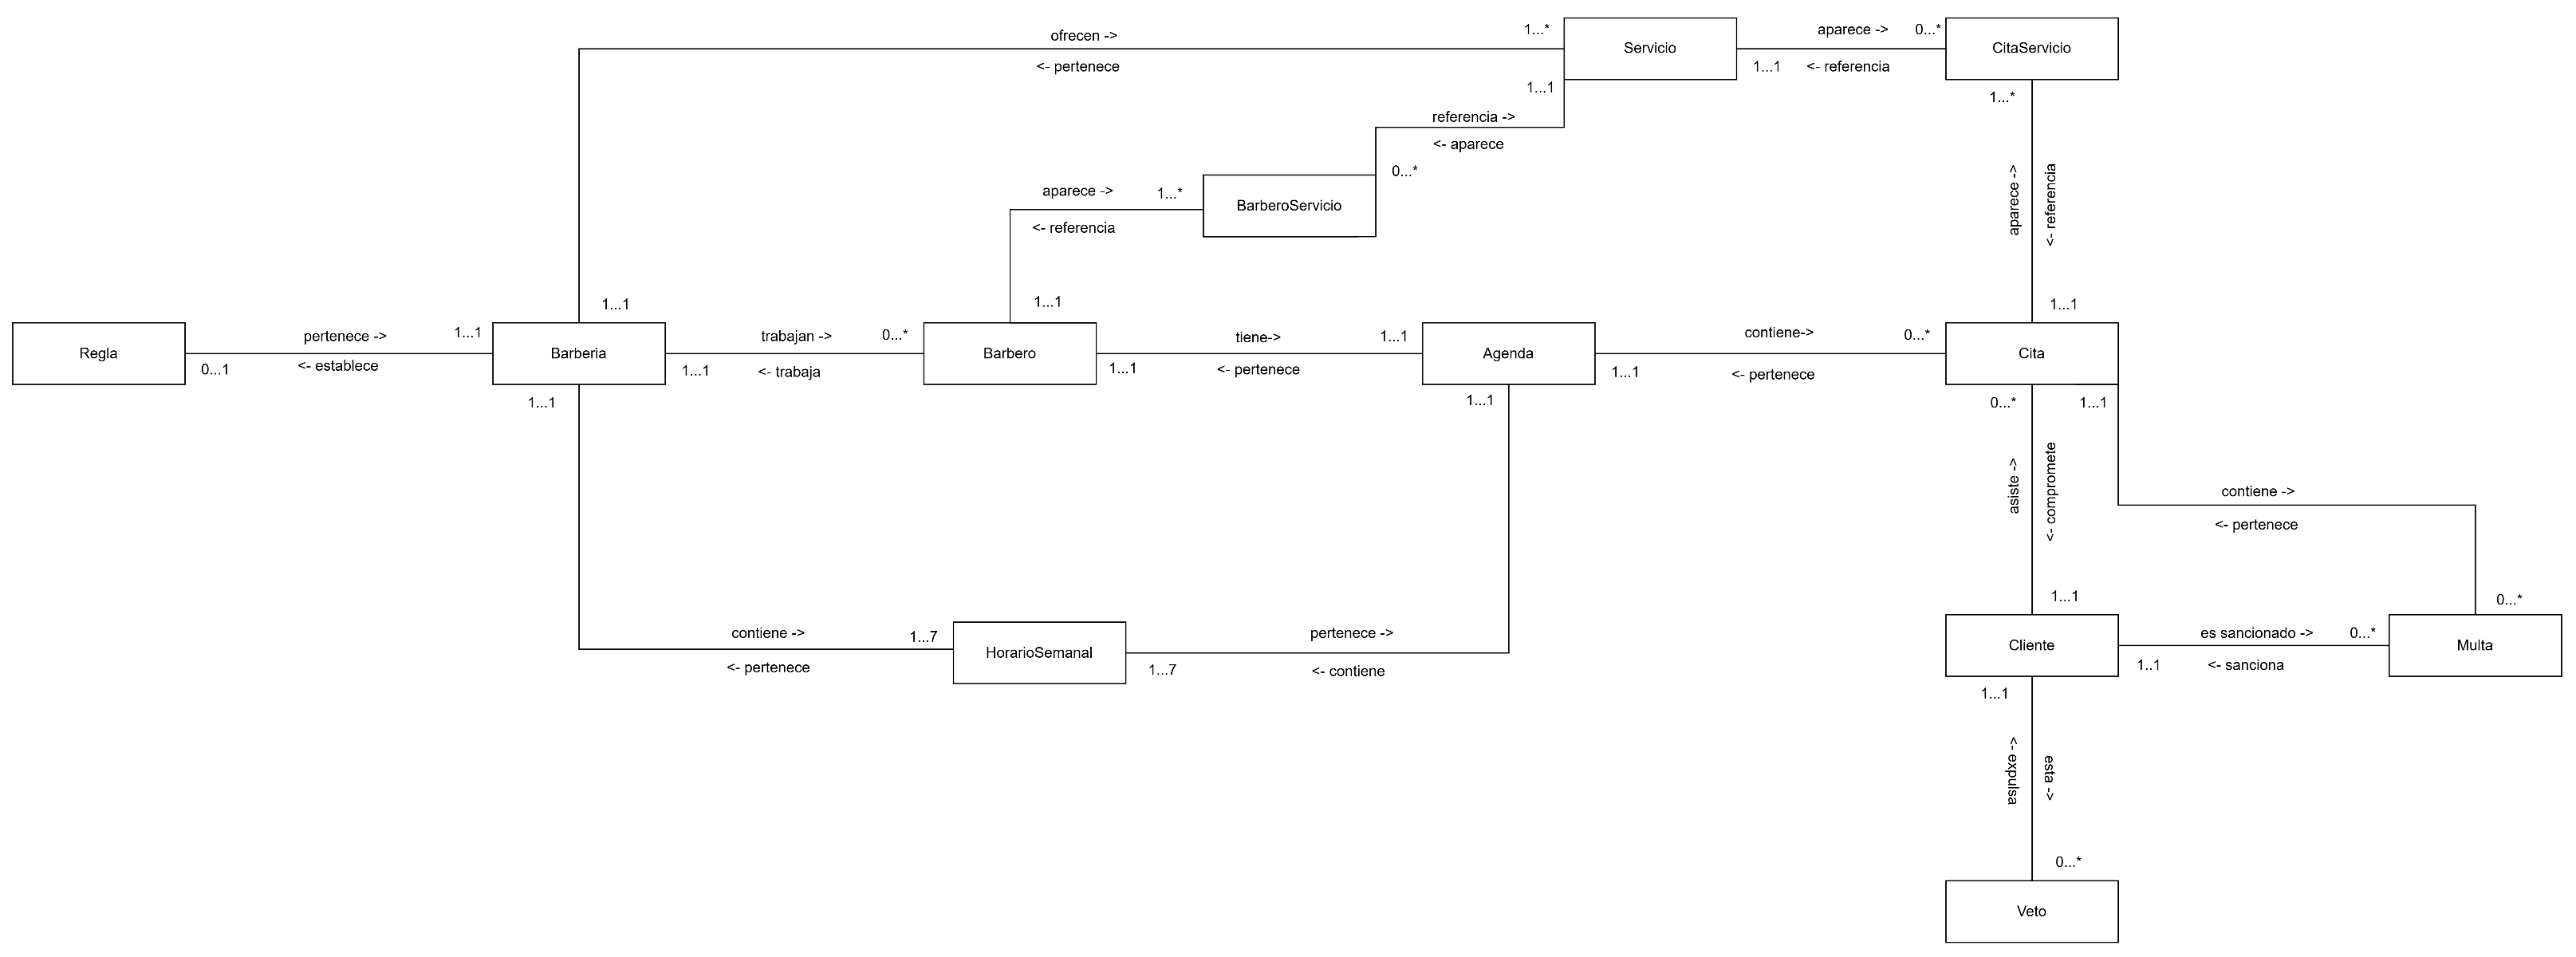 ofrecen ->
<- pertenece
1...*
Servicio
1...1
aparece ->
<- referencia
0...*
CitaServicio
1...1
referencia ->
<- aparece
1...*
0...*
aparece ->
<- referencia
1...*
BarberoServicio
aparece ->
<- referencia
1...1
1...1
1...1
Regla
0...1
pertenece ->
<- establece
1...1
Barberia
1...1
trabajan ->
<- trabaja
0...*
Barbero
1...1
tiene->
<- pertenece
1...1
Agenda
1...1
contiene->
<- pertenece
0...*
Cita
1...1
1...1
0...*
1...1
asiste ->
<- compromete
contiene ->
<- pertenece
1...1
0...*
contiene ->
<- pertenece
1...7
HorarioSemanal
1...7
pertenece ->
<- contiene
Cliente
1..1
es sancionado ->
<- sanciona
0...*
Multa
1...1
<- expulsa
esta ->
0...*
Veto